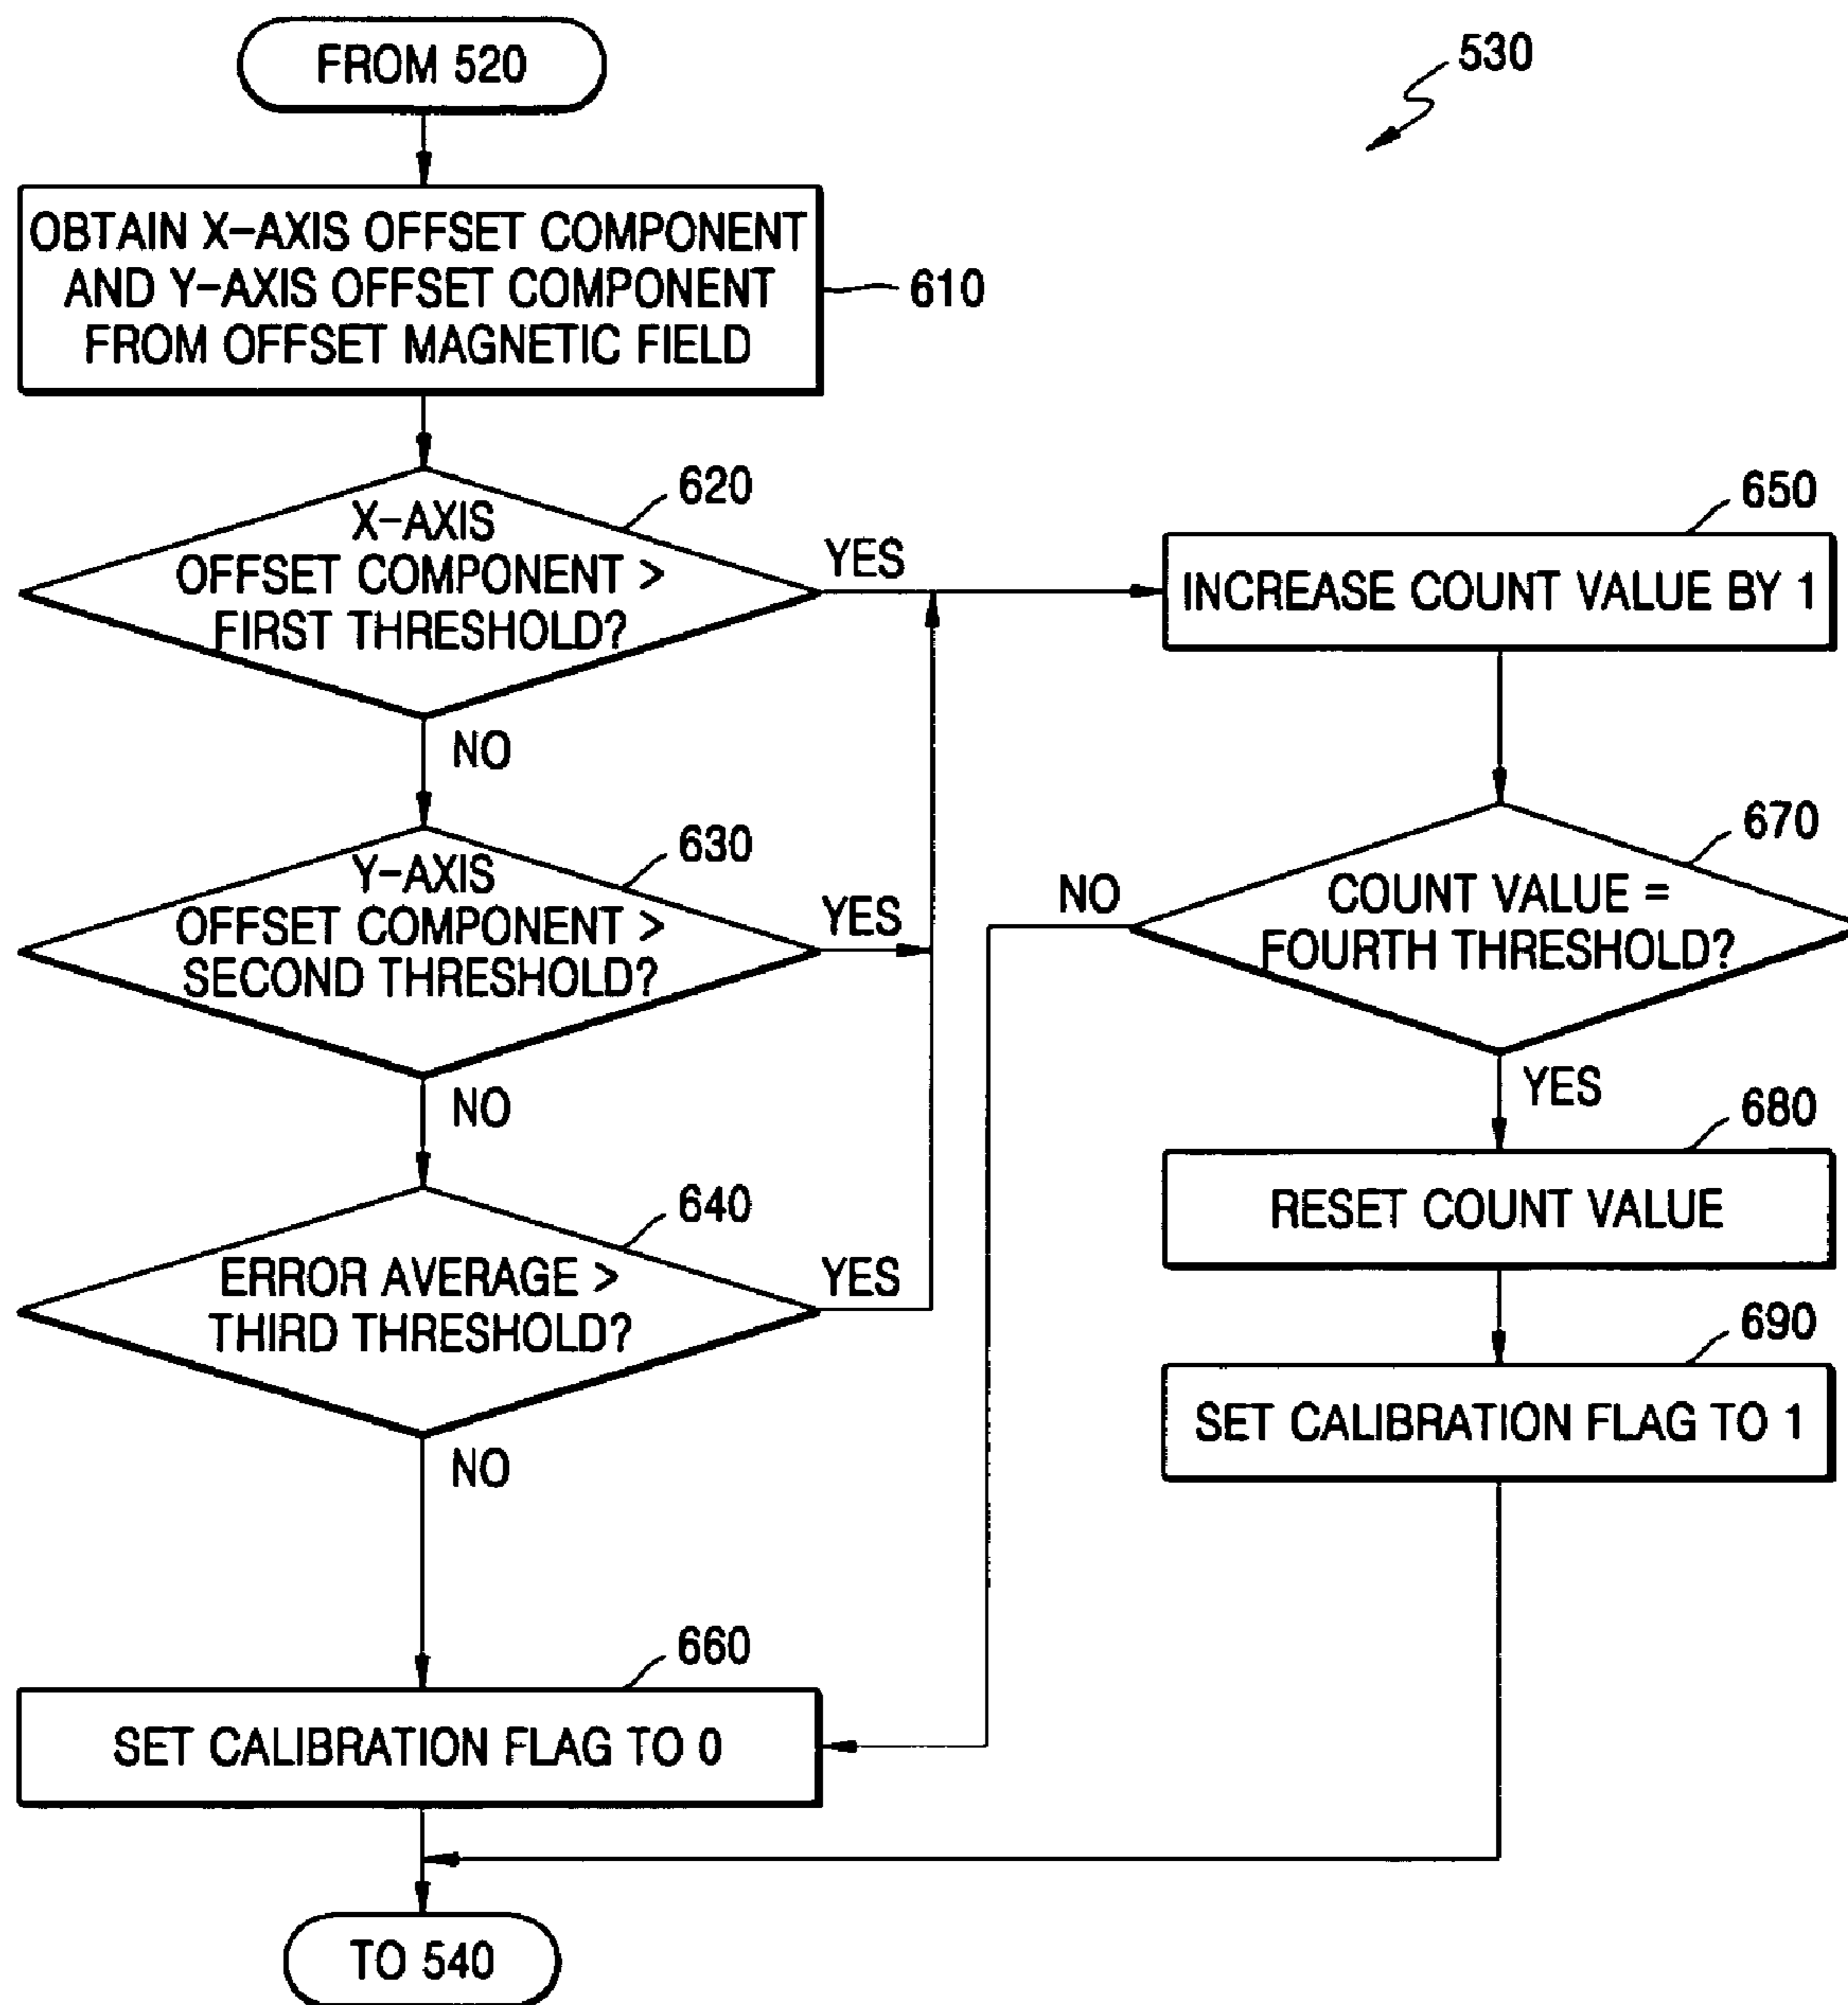 FROM 520
530
OBTAIN X-AXIS OFFSET COMPONENT
AND Y-AXIS OFFSET COMPONENT
FROM OFFSET MAGNETIC FIELD
610
620
X-AXIS
OFFSET COMPONENT >
FIRST THRESHOLD?
YES
NO
650
INCREASE COUNT VALUE BY 1
630
Y-AXIS
OFFSET COMPONENT >
SECOND THRESHOLD?
YES
NO
670
COUNT VALUE =
FOURTH THRESHOLD?
NO
YES
640
ERROR AVERAGE >
THIRD THRESHOLD?
YES
NO
680
RESET COUNT VALUE
690
SET CALIBRATION FLAG TO 1
660
SET CALIBRATION FLAG TO 0
TO 540